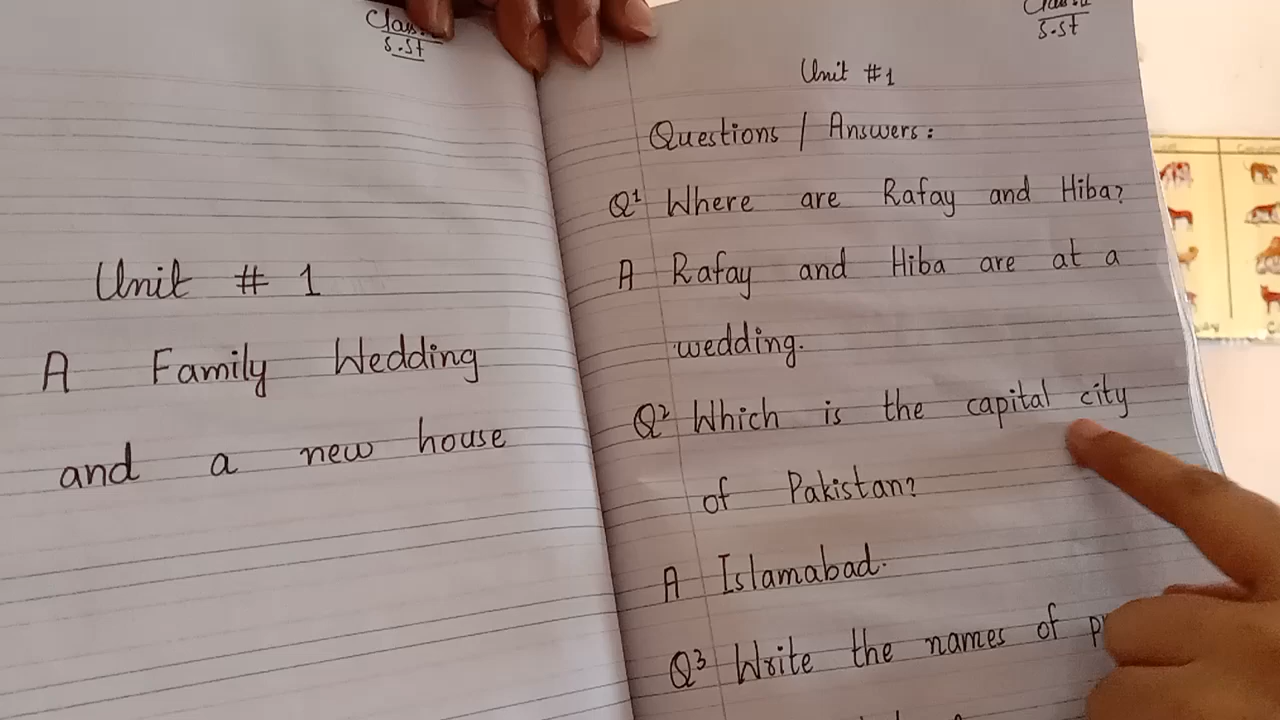 S.St
Unit # 1
A Family Wedding
and a new house
S.St
Unit #1
Questions / Answers:
Q1 Where are Rafay and Hiba?
A Rafay and Hiba are at a
wedding.
Q2 Which is the capital city
of Pakistan?
A Islamabad.
Q3 Write the names of